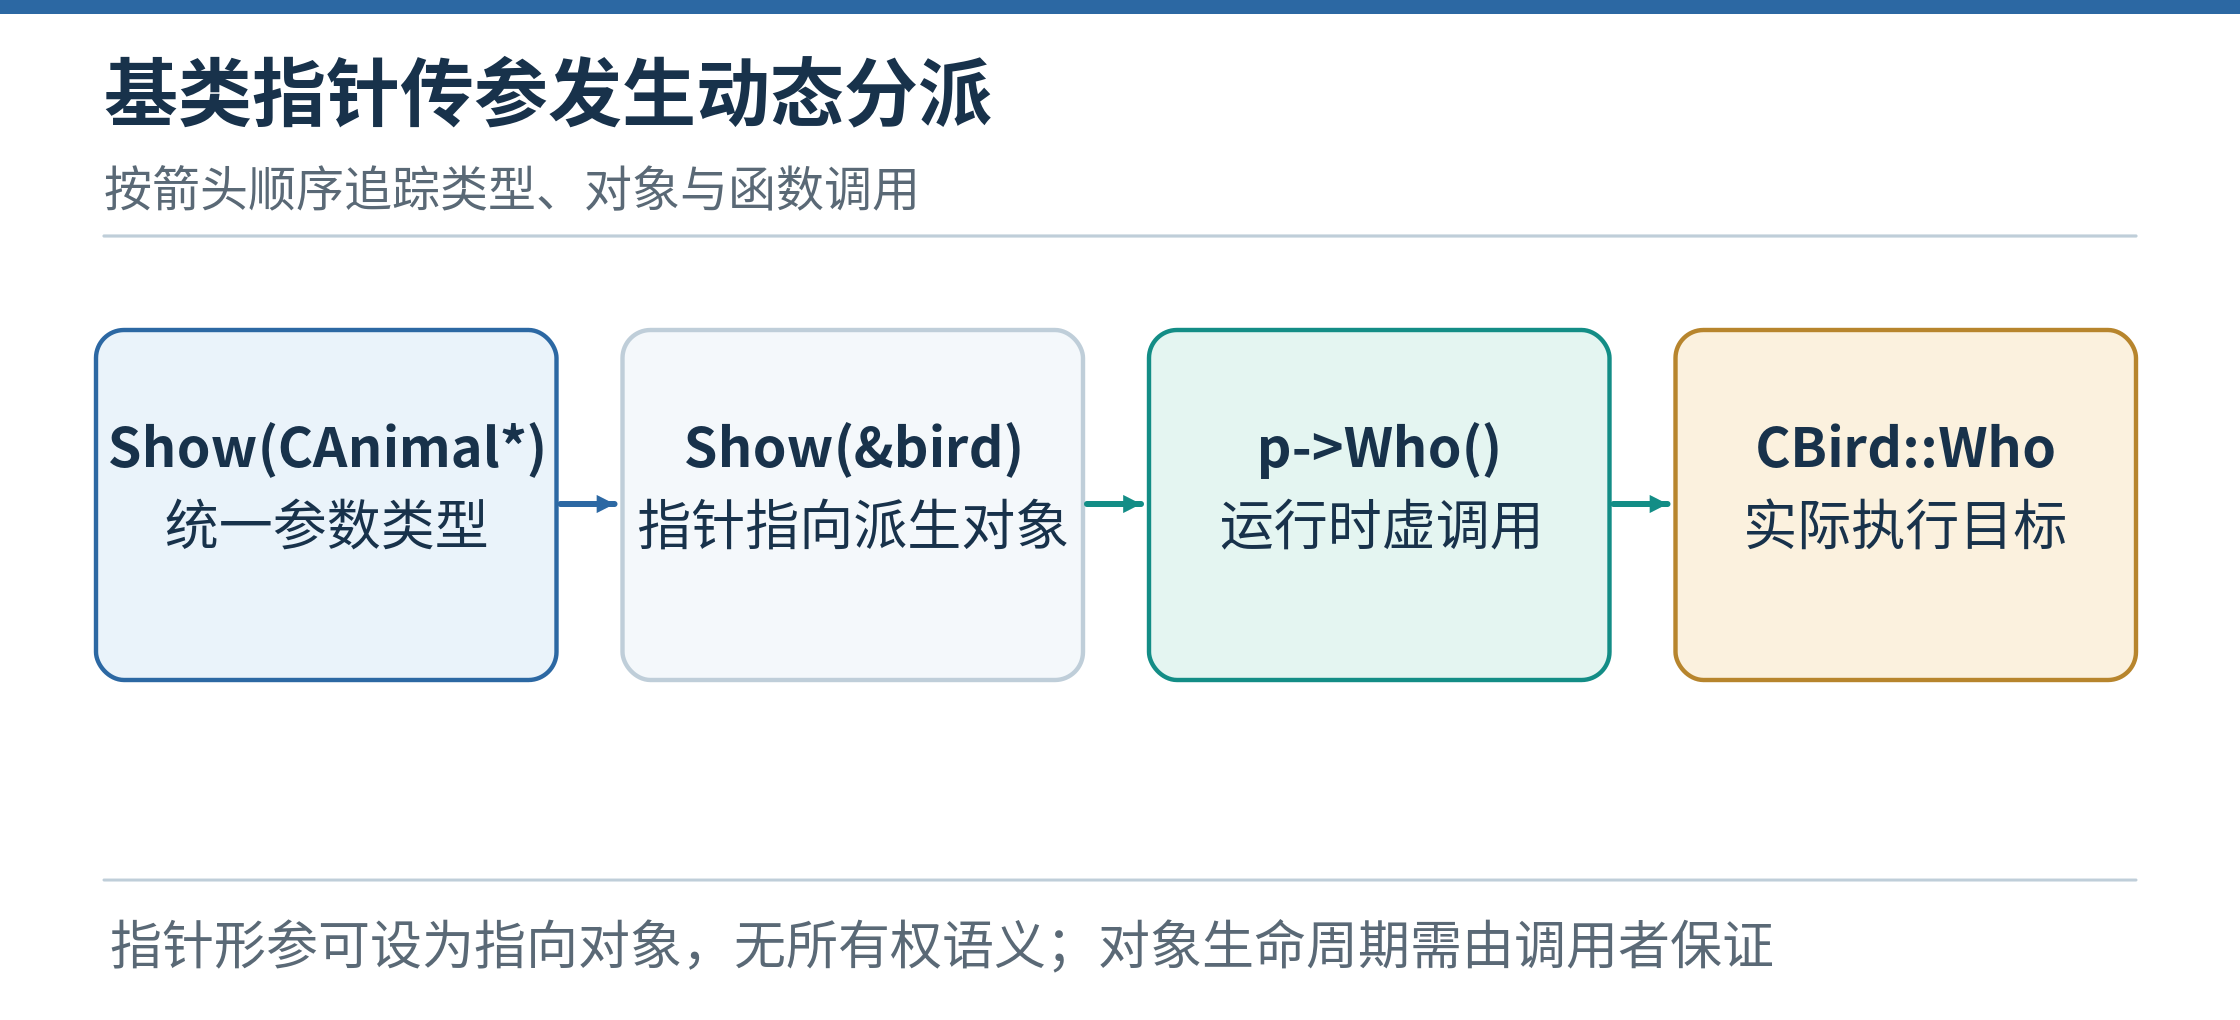 基类指针传参发生动态分派
按箭头顺序追踪类型、对象与函数调用
Show(CAnimal*)
统一参数类型
Show(&bird)
指针指向派生对象
p->Who()
运行时虚调用
CBird::Who
实际执行目标
指针形参可设为指向对象，无所有权语义；对象生命周期需由调用者保证